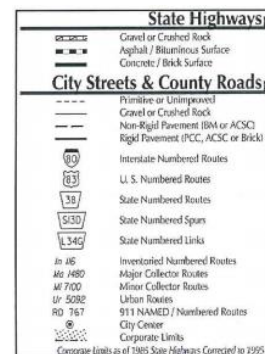 State Highways
Gravel or Crushed Rock
Asphalt / Bituminous Surface
Concrete / Brick Surface
City Streets & County Roads
Primitive or Unimproved
Gravel or Crushed Rock
Non-Rigid Pavement (BM or ACSC)
Rigid Pavement (PCC, ACSC or Brick)
80 Interstate Numbered Routes
83 U. S. Numbered Routes
38 State Numbered Routes
S13D State Numbered Spurs
L34G State Numbered Links
In 116 Inventoried Numbered Routes
Ma 1480 Major Collector Routes
Mi 7100 Minor Collector Routes
Ur 5092 Urban Routes
RD 767 911 NAMED / Numbered Routes
City Center
Corporate Limits
Corporate Limits as of 1985 State Highways Corrected to 1995